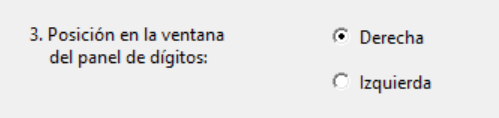 3. Posición en la ventana
del panel de dígitos:
Derecha
Izquierda